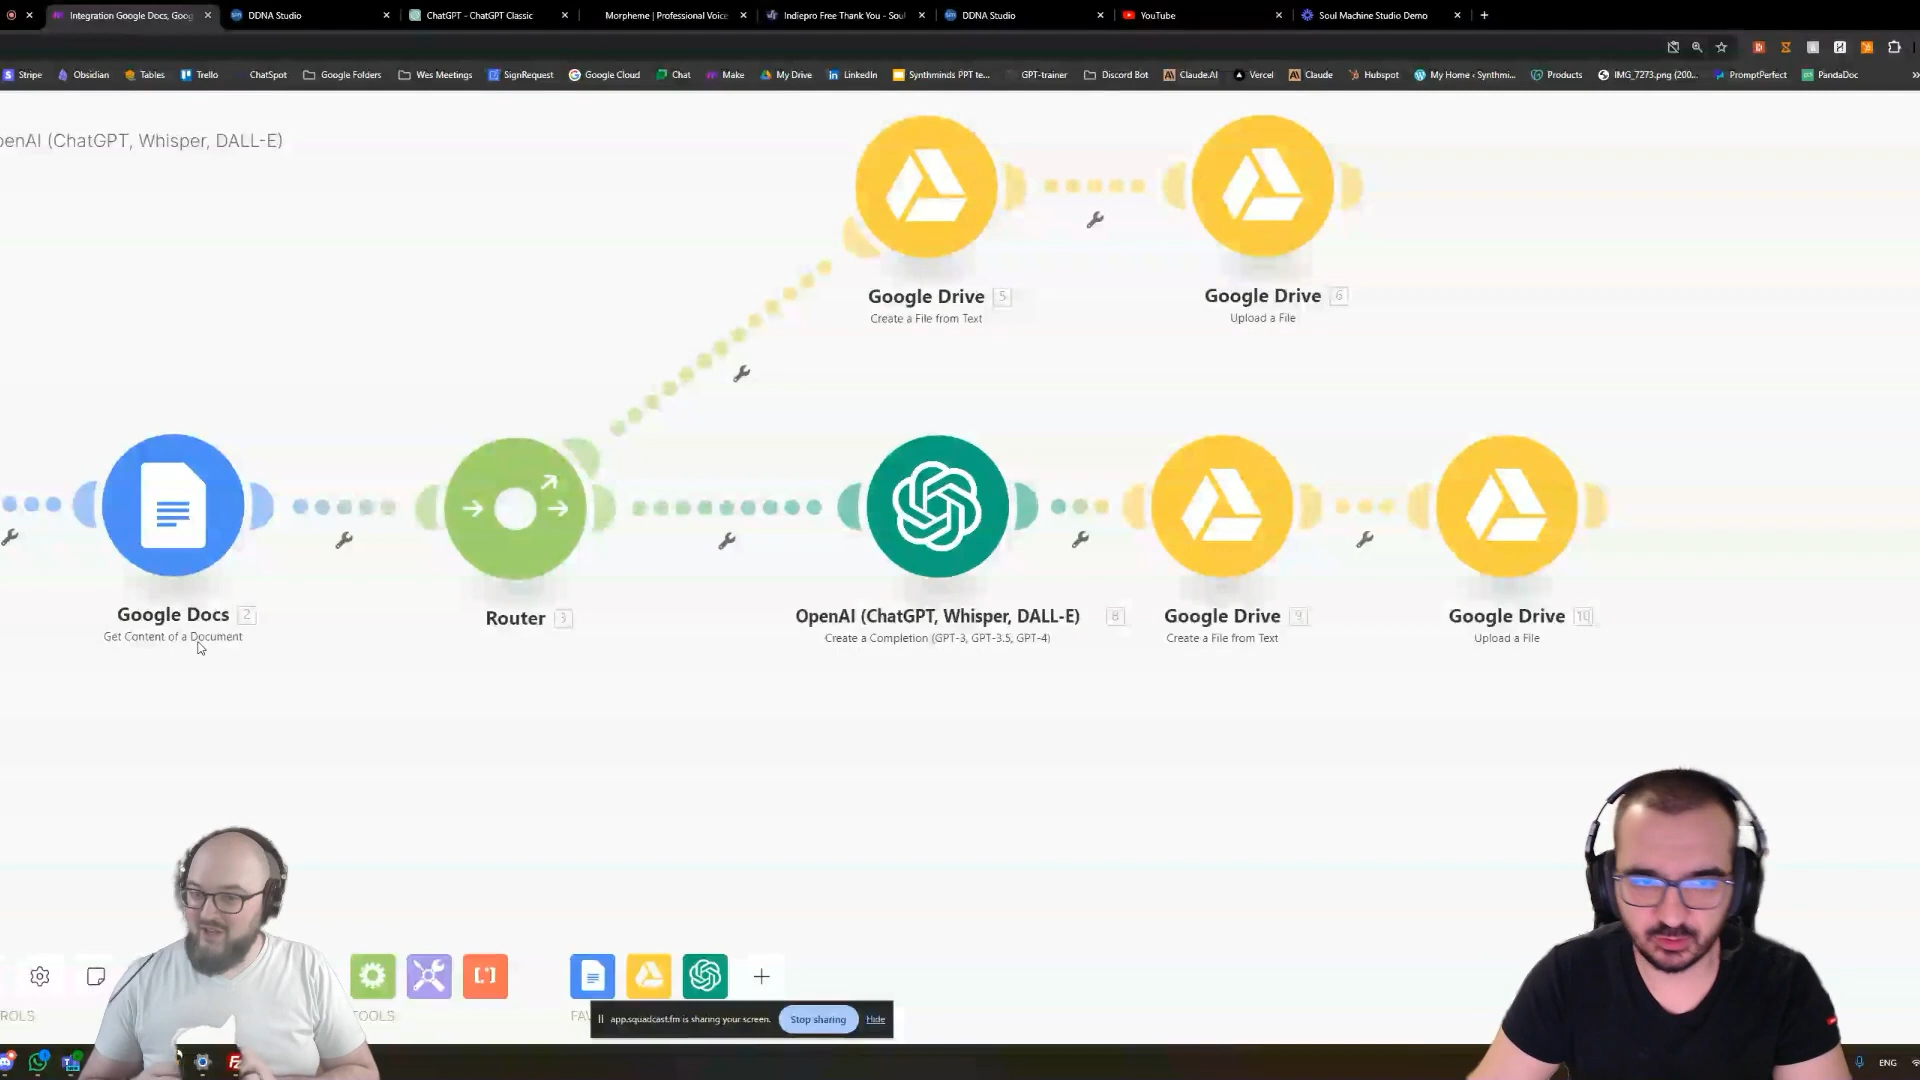 Integration Google Docs, Goog
DDNA Studio
ChatGPT - ChatGPT Classic
Morpheme | Professional Voice
Indiepro Free Thank You - Soul
DDNA Studio
YouTube
Soul Machine Studio Demo
Stripe
Obsidian
Tables
Trello
ChatSpot
Google Folders
Wes Meetings
SignRequest
Google Cloud
Chat
Make
My Drive
LinkedIn
Synthminds PPT te...
GPT-trainer
Discord Bot
Claude.AI
Vercel
Claude
Hubspot
My Home ‹ Synthmi...
Products
IMG_7273.png (200...
PromptPerfect
PandaDoc
penAI (ChatGPT, Whisper, DALL-E)
Google Drive 5
Create a File from Text
Google Drive 6
Upload a File
Google Docs 2
Get Content of a Document
Router 3
OpenAI (ChatGPT, Whisper, DALL-E) 8
Create a Completion (GPT-3, GPT-3.5, GPT-4)
Google Drive 9
Create a File from Text
Google Drive 10
Upload a File
ROLS
TOOLS
FA
app.squadcast.fm is sharing your screen.
Stop sharing
Hide
ENG